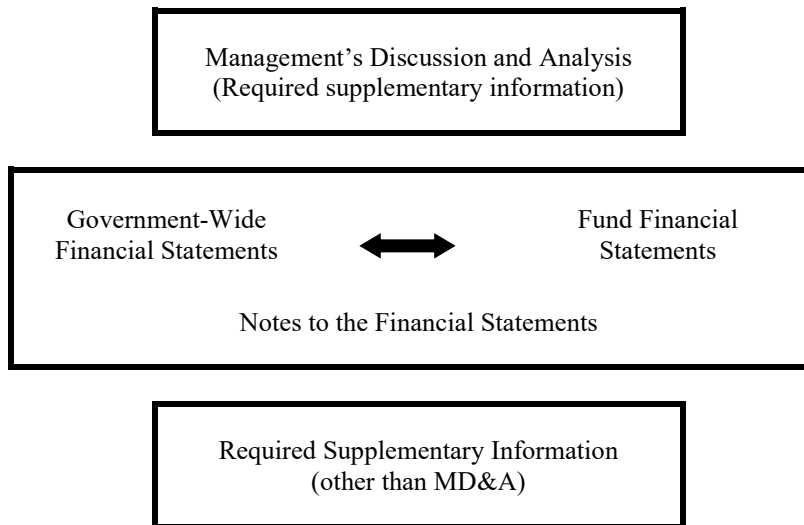 Management’s Discussion and Analysis
(Required supplementary information)
Government-Wide
Financial Statements
Fund Financial
Statements
Notes to the Financial Statements
Required Supplementary Information
(other than MD&A)